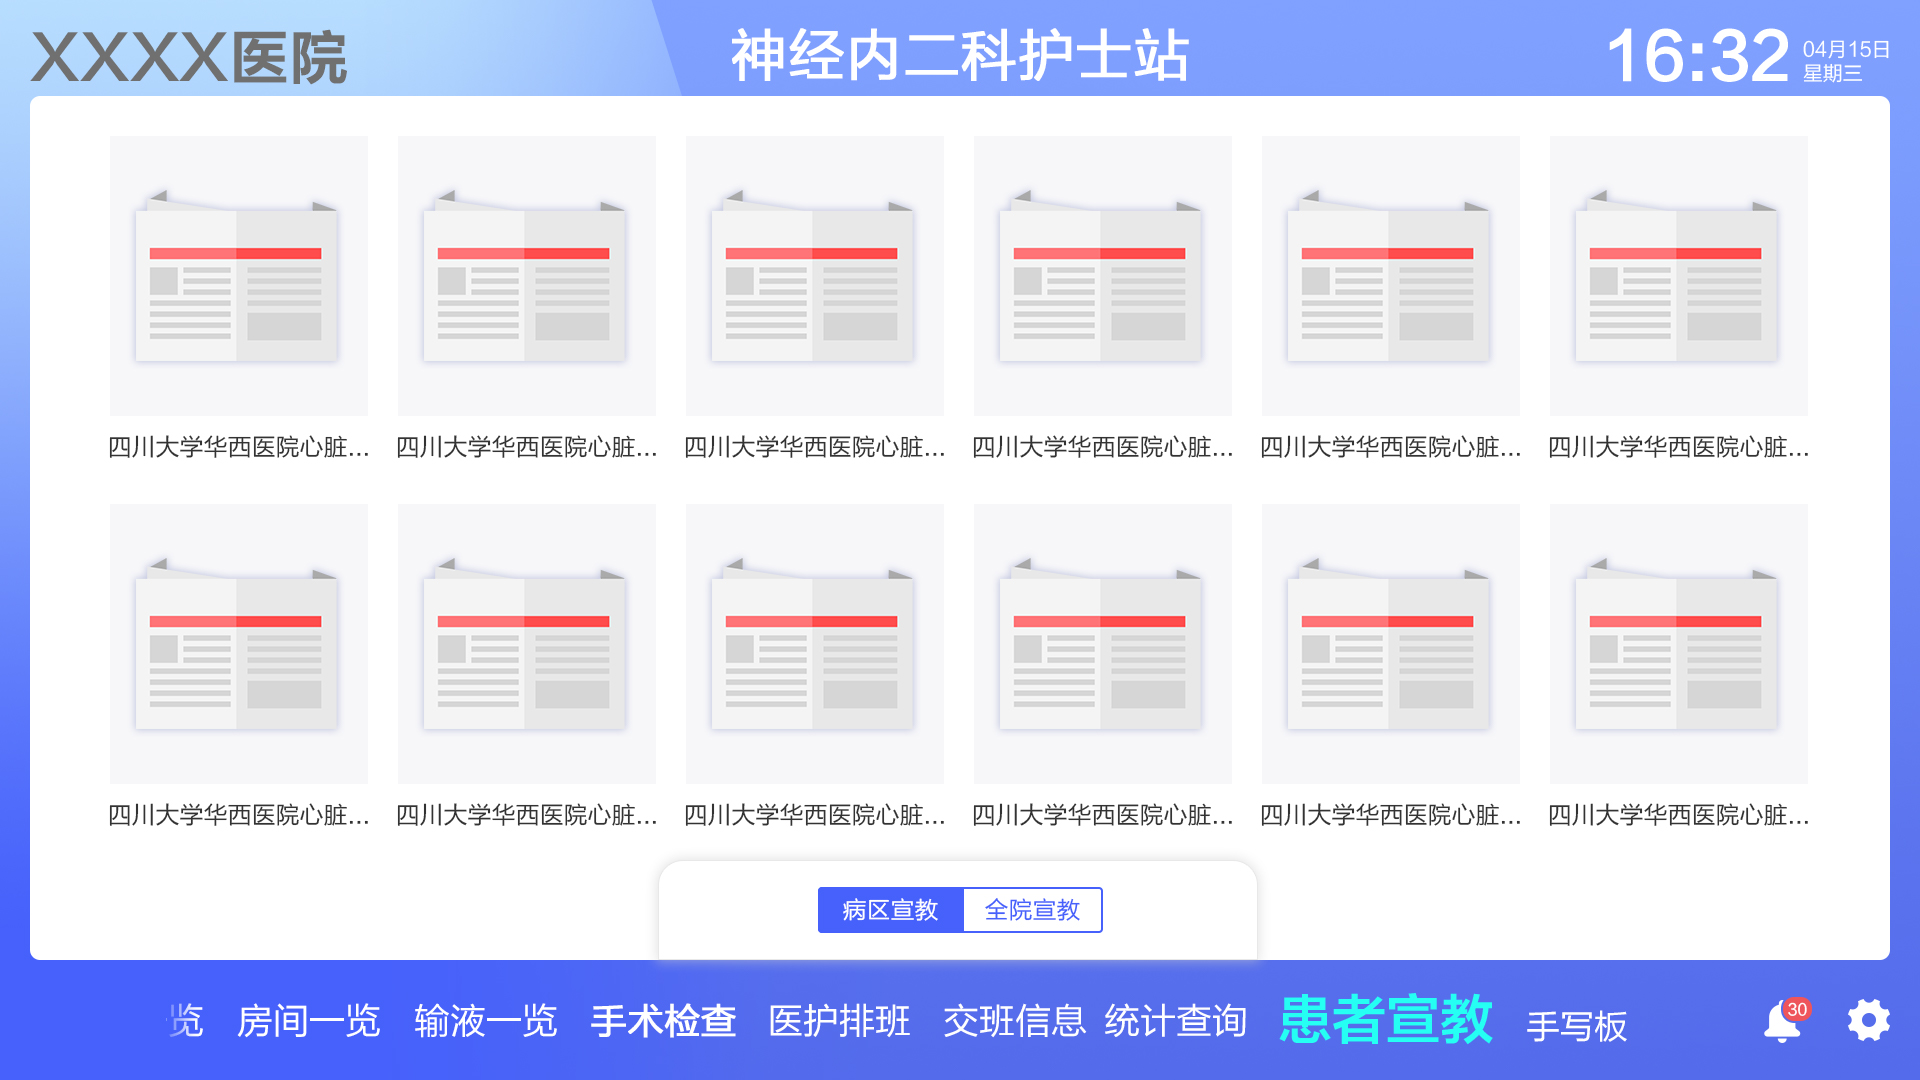 XXXX医院
神经内二科护士站
16:32
04月15日
星期三
四川大学华西医院心脏...
四川大学华西医院心脏...
四川大学华西医院心脏...
四川大学华西医院心脏...
四川大学华西医院心脏...
四川大学华西医院心脏...
四川大学华西医院心脏...
四川大学华西医院心脏...
四川大学华西医院心脏...
四川大学华西医院心脏...
四川大学华西医院心脏...
四川大学华西医院心脏...
病区宣教
全院宣教
览
房间一览
输液一览
手术检查
医护排班
交班信息
统计查询
患者宣教
手写板
30